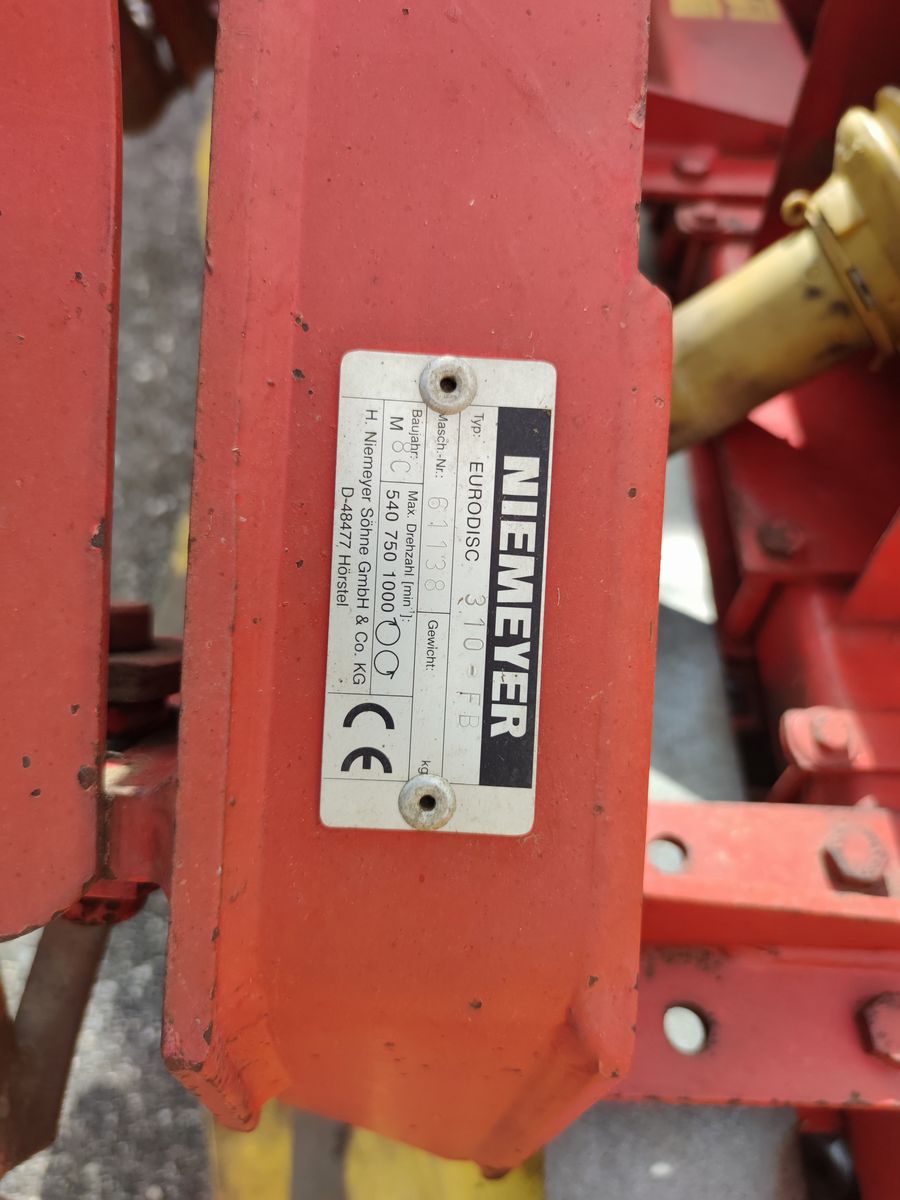 NIEMEYER
Typ: EURODISC 310-FB
Masch.-Nr.: 61138 Gewicht: kg
Baujahr: M 8C Max. Drehzahl [min⁻¹]: 540 750 1000
H. Niemeyer Söhne GmbH & Co. KG
D-48477 Hörstel
CE